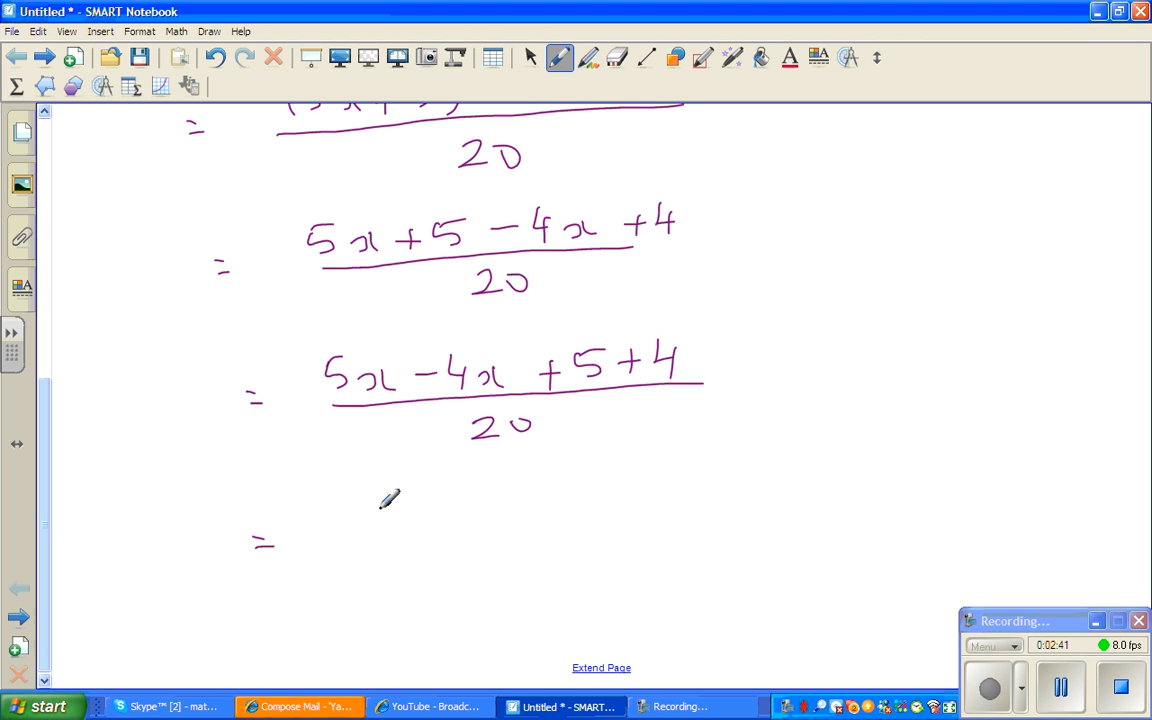 Untitled * - SMART Notebook
File Edit View Insert Format Math Draw Help
=
20
= 5x + 5 - 4x + 4
20
= 5x - 4x + 5 + 4
20
=
Extend Page
Recording...
Menu 0:02:41 8.0 fps
start Skype™ [2] - mat... Compose Mail - 'Ya... YouTube - Broadc... Untitled * - SMART... Recording...